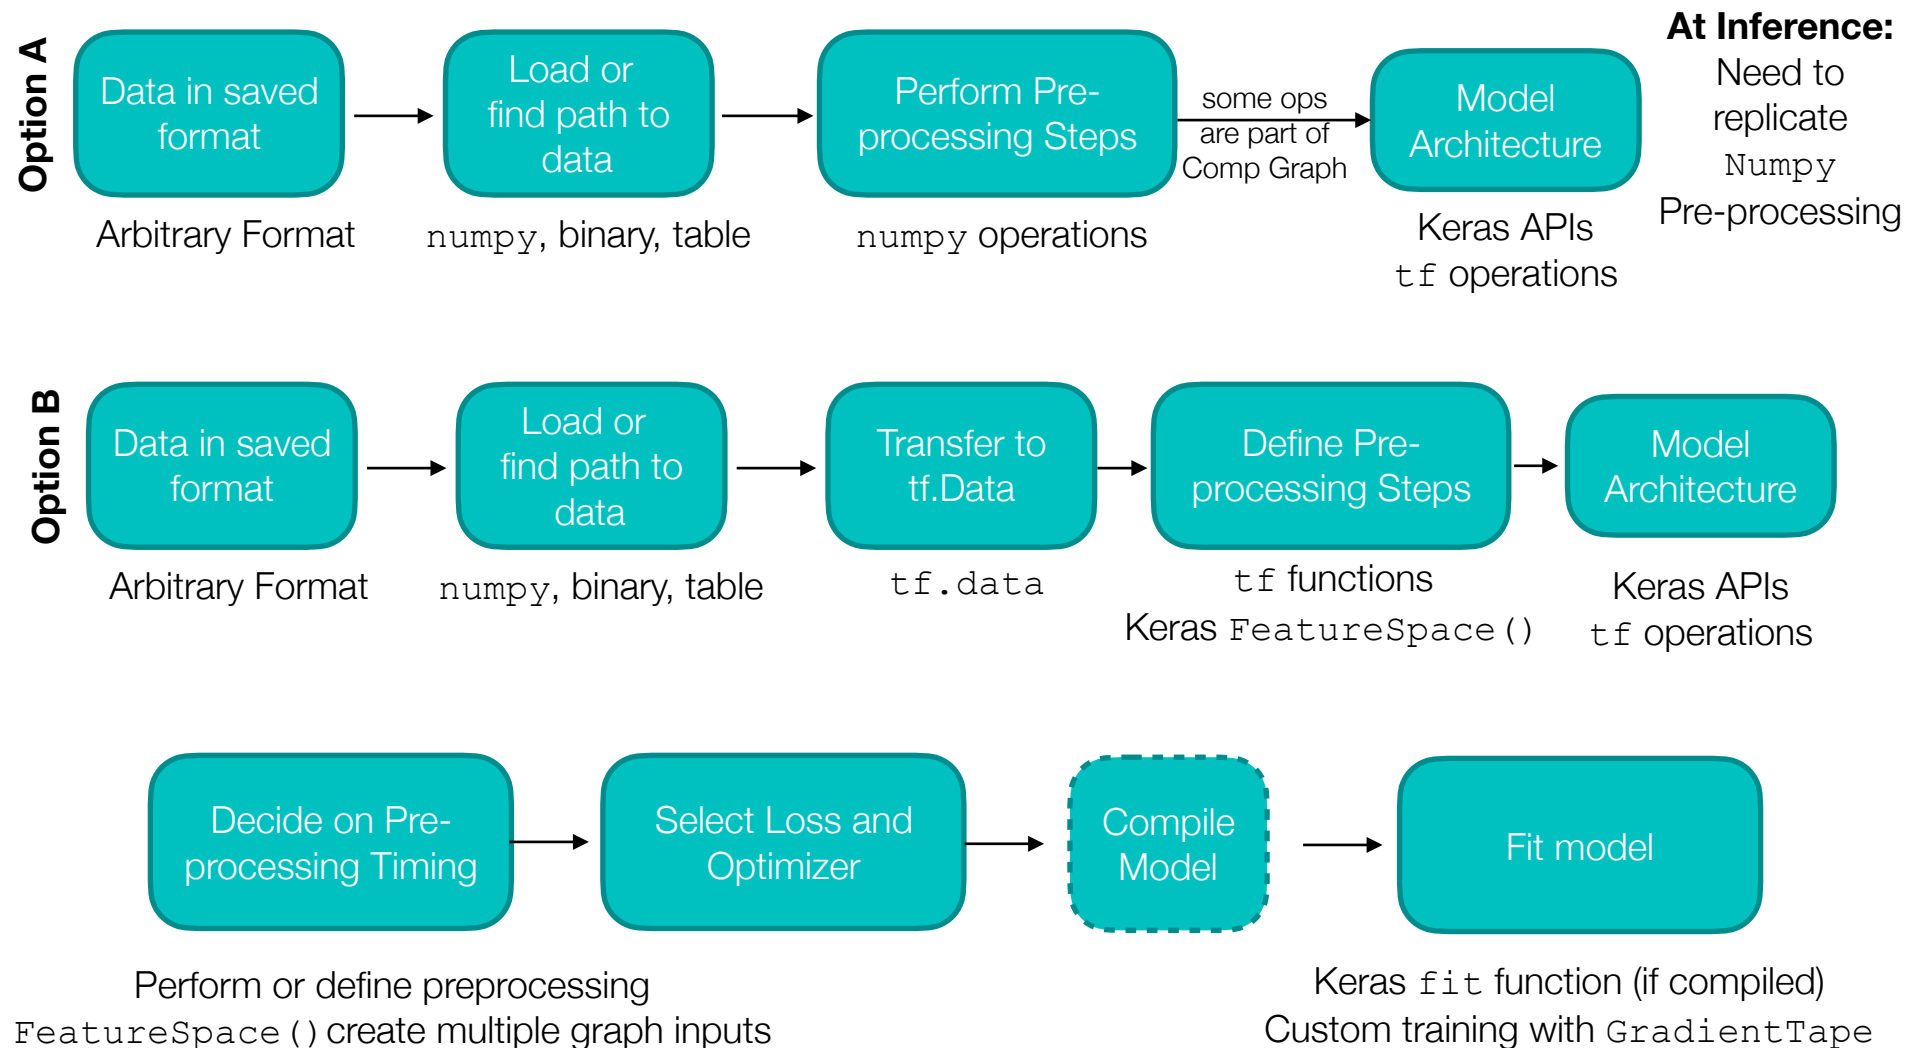 Option A
Data in saved
format
Arbitrary Format
Load or
find path to
data
numpy, binary, table
Perform Pre-
processing Steps
numpy operations
some ops
are part of
Comp Graph
Model
Architecture
Keras APIs
tf operations
At Inference:
Need to
replicate
Numpy
Pre-processing
Option B
Data in saved
format
Arbitrary Format
Load or
find path to
data
numpy, binary, table
Transfer to
tf.Data
tf.data
Define Pre-
processing Steps
tf functions
Keras FeatureSpace()
Model
Architecture
Keras APIs
tf operations
Decide on Pre-
processing Timing
Perform or define preprocessing
FeatureSpace() create multiple graph inputs
Select Loss and
Optimizer
Compile
Model
Fit model
Keras fit function (if compiled)
Custom training with GradientTape